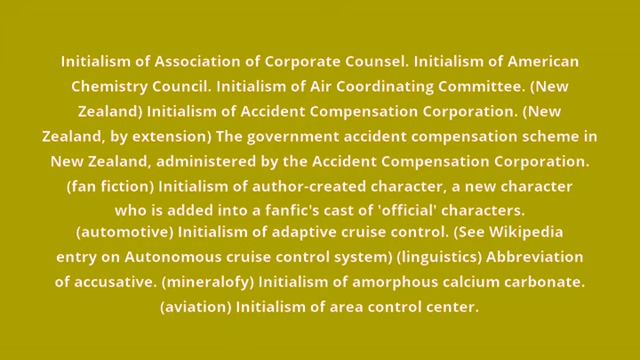 Initialism of Association of Corporate Counsel. Initialism of American
Chemistry Council. Initialism of Air Coordinating Committee. (New
Zealand) Initialism of Accident Compensation Corporation. (New
Zealand, by extension) The government accident compensation scheme in
New Zealand, administered by the Accident Compensation Corporation.
(fan fiction) Initialism of author-created character, a new character
who is added into a fanfic's cast of 'official' characters.
(automotive) Initialism of adaptive cruise control. (See Wikipedia
entry on Autonomous cruise control system) (linguistics) Abbreviation
of accusative. (mineralofy) Initialism of amorphous calcium carbonate.
(aviation) Initialism of area control center.